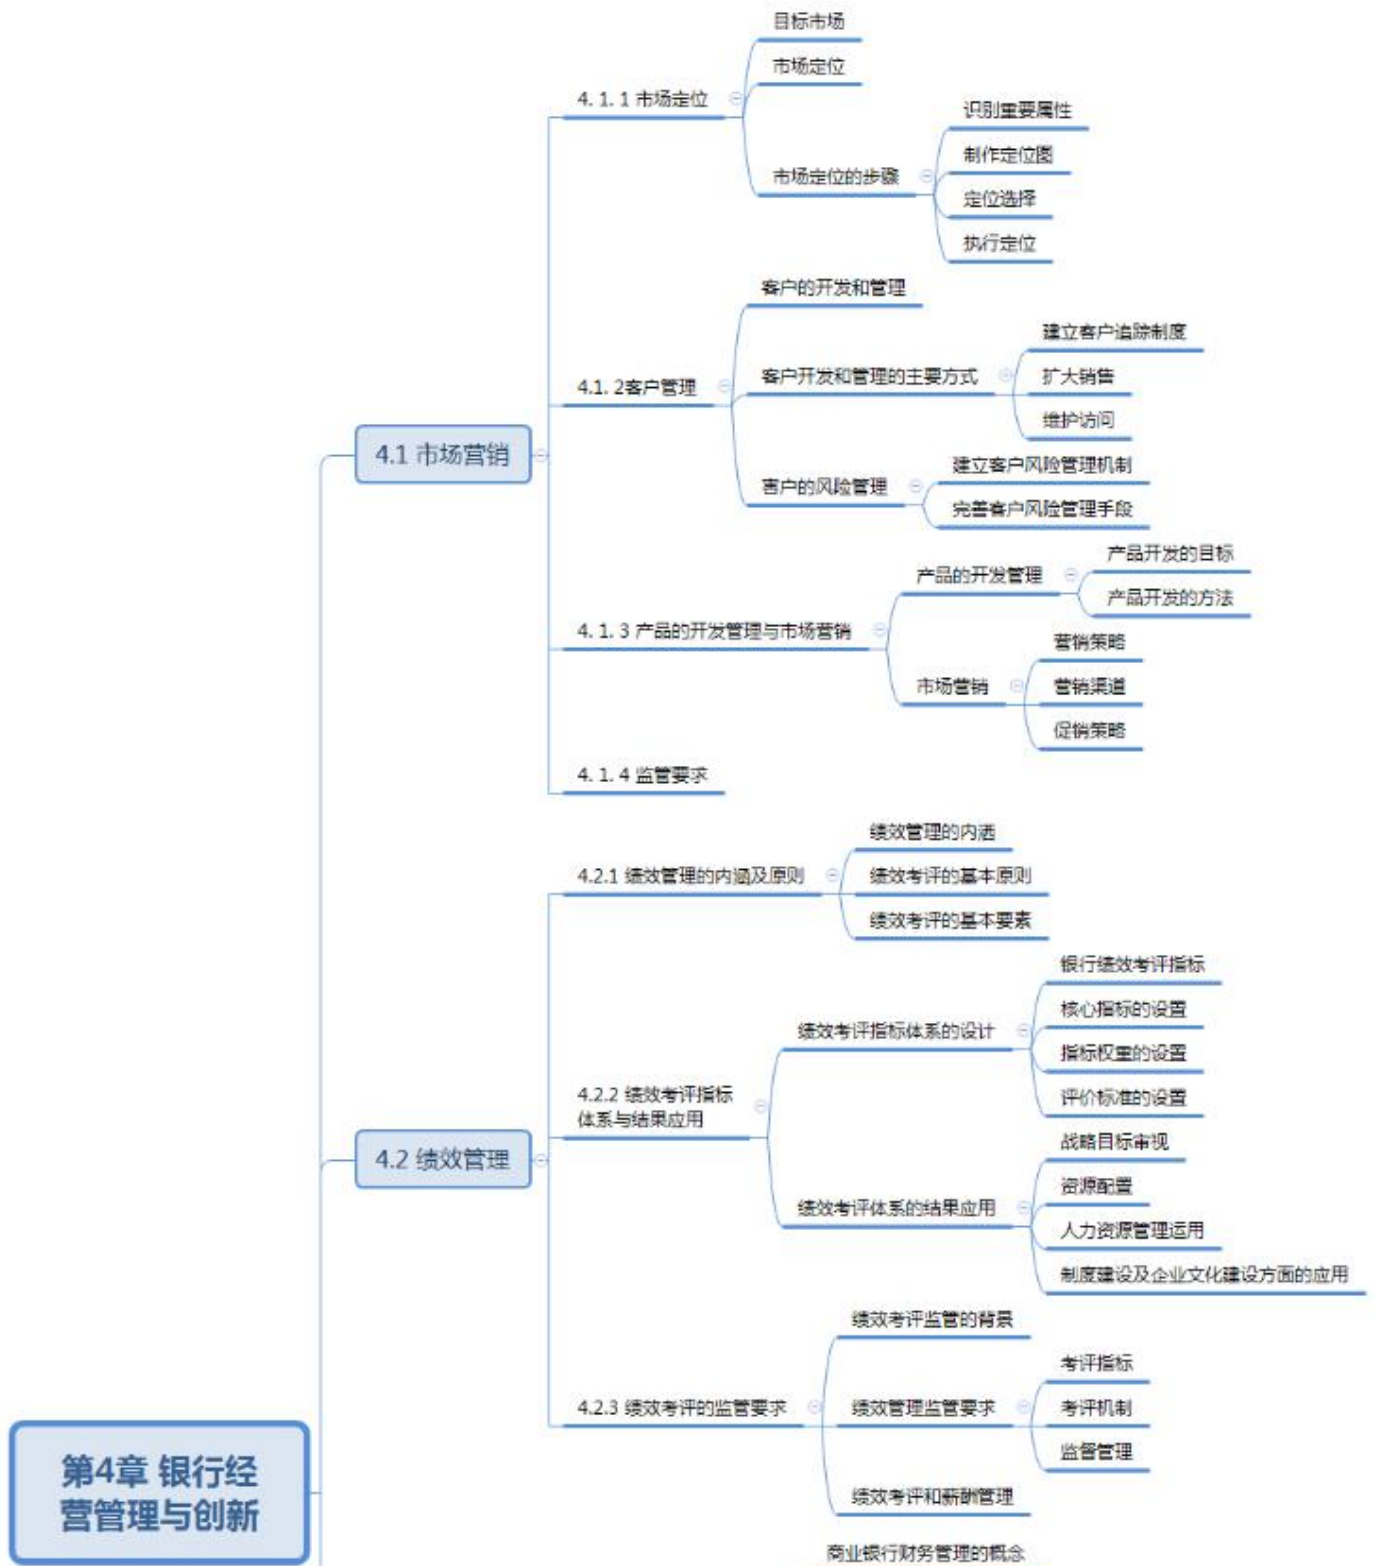 目标市场
市场定位
4. 1. 1 市场定位
识别重要属性
制作定位图
市场定位的步骤
定位选择
执行定位
客户的开发和管理
建立客户追踪制度
客户开发和管理的主要方式
扩大销售
4.1. 2客户管理
维护访问
4.1 市场营销
建立客户风险管理机制
害户的风险管理
完善客户风险管理手段
产品开发的目标
产品的开发管理
产品开发的方法
4. 1. 3 产品的开发管理与市场营销
营销策略
市场营销
营销渠道
促销策略
4. 1. 4 监管要求
绩效管理的内洒
4.2.1 绩效管理的内涵及原则
绩效考评的基本原则
绩效考评的基本要素
银行绩效考评指标
核心指标的设置
绩效考评指标体系的设计
指标权重的设置
4.2.2 绩效考评指标
体系与结果应用
评价标准的设置
战略目标审视
4.2 绩效管理
资源配置
绩效考评体系的结果应用
人力资源管理运用
制度建设及企业文化建设方面的应用
绩效考评监管的背景
考评指标
4.2.3 绩效考评的监管要求
绩效管理监管要求
考评机制
监督管理
第4章 银行经
营管理与创新
绩效考评和薪酬管理
商业银行财务管理的概念